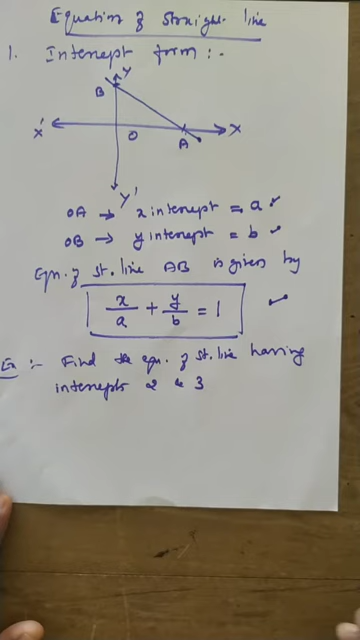 Equation of straight line
1. Intercept form :-
Y
B
X' O A X
Y'
OA → x intercept = a ✓
OB → y intercept = b ✓
Eqn. of st. line AB is given by
x/a + y/b = 1 ✓
Ex :- Find the eqn. of st. line having
intercepts 2 & 3